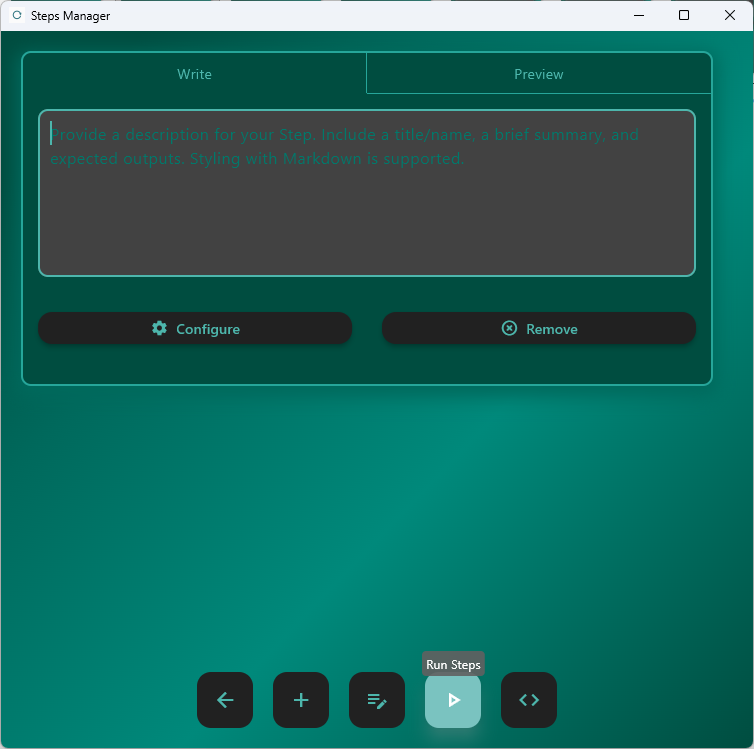 Steps Manager
Write
Preview
Provide a description for your Step. Include a title/name, a brief summary, and
expected outputs. Styling with Markdown is supported.
Configure
Remove
Run Steps